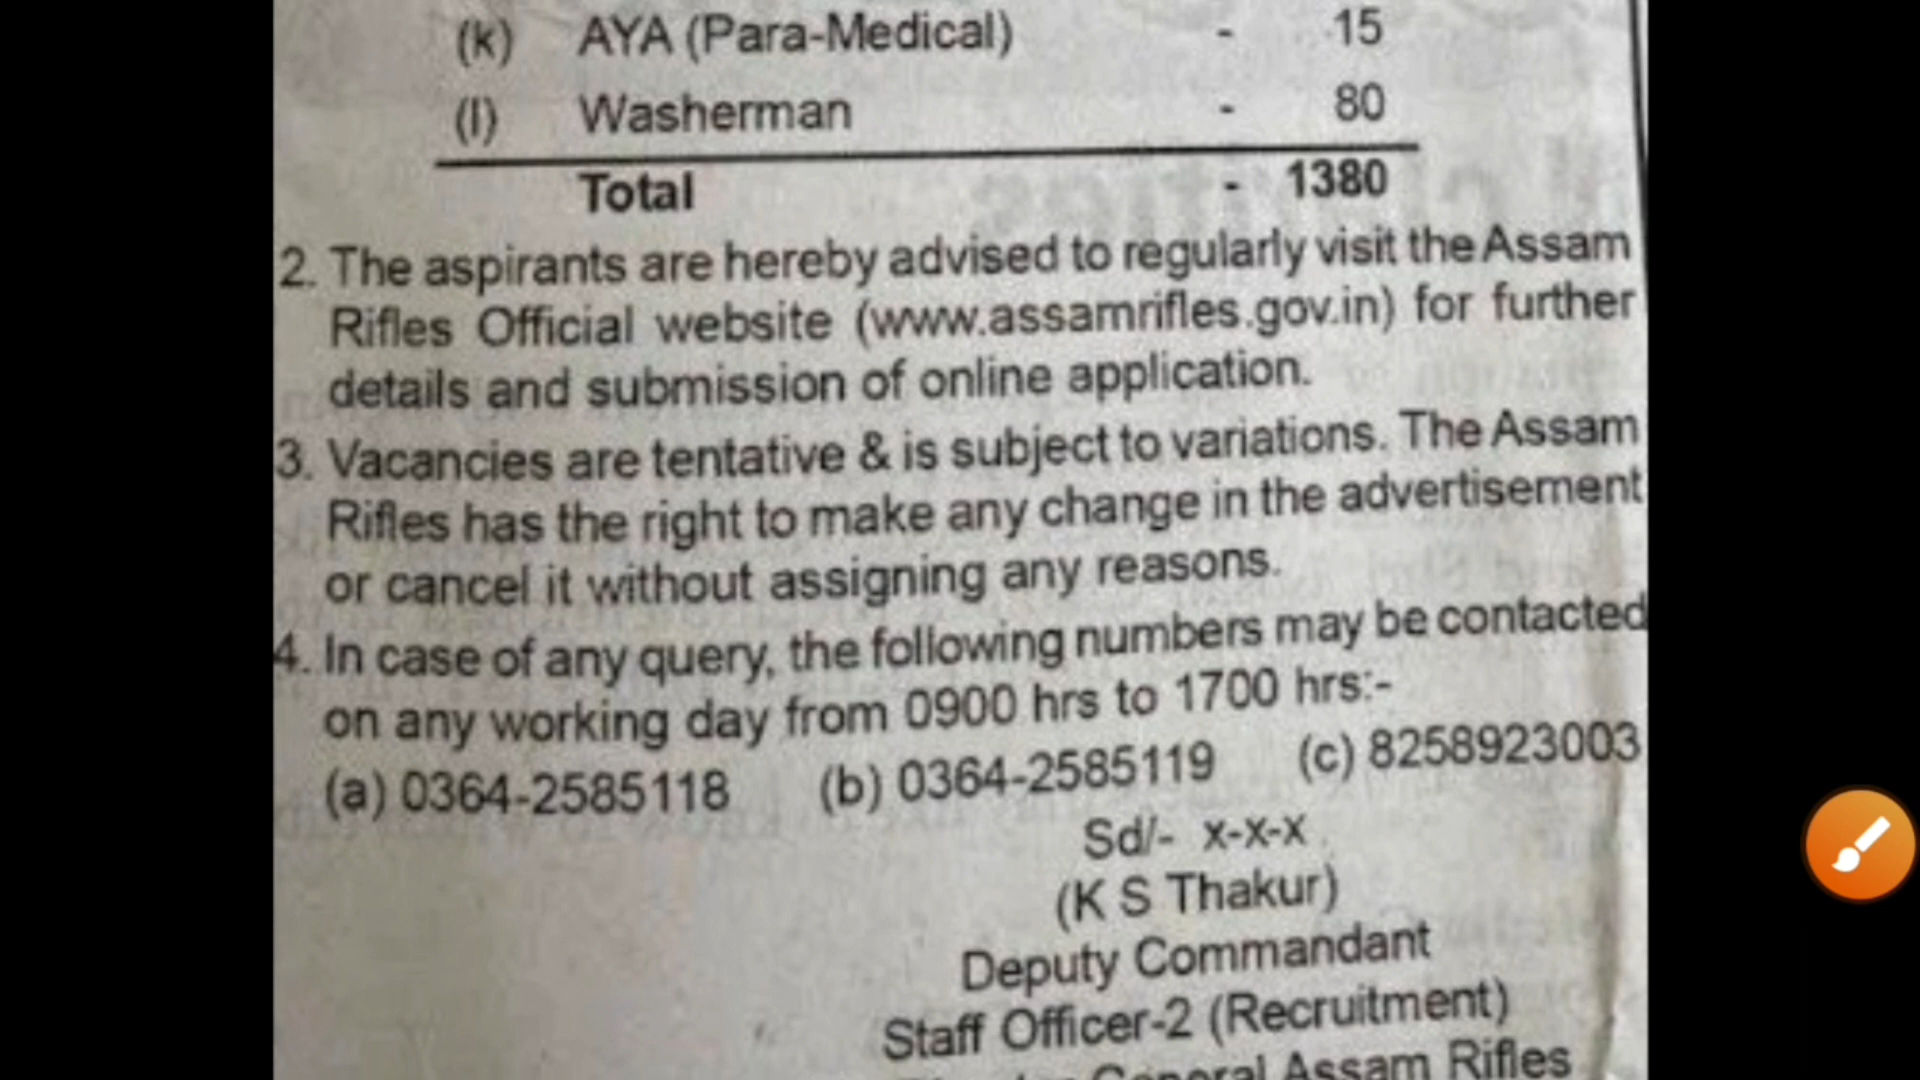 (k) AYA (Para-Medical) - 15
(l) Washerman - 80
Total - 1380
2. The aspirants are hereby advised to regularly visit the Assam
Rifles Official website (www.assamrifles.gov.in) for further
details and submission of online application.
3. Vacancies are tentative & is subject to variations. The Assam
Rifles has the right to make any change in the advertisement
or cancel it without assigning any reasons.
4. In case of any query, the following numbers may be contacted
on any working day from 0900 hrs to 1700 hrs:-
(a) 0364-2585118 (b) 0364-2585119 (c) 8258923003
Sd/- x-x-x
(K S Thakur)
Deputy Commandant
Staff Officer-2 (Recruitment)
General Assam Rifles